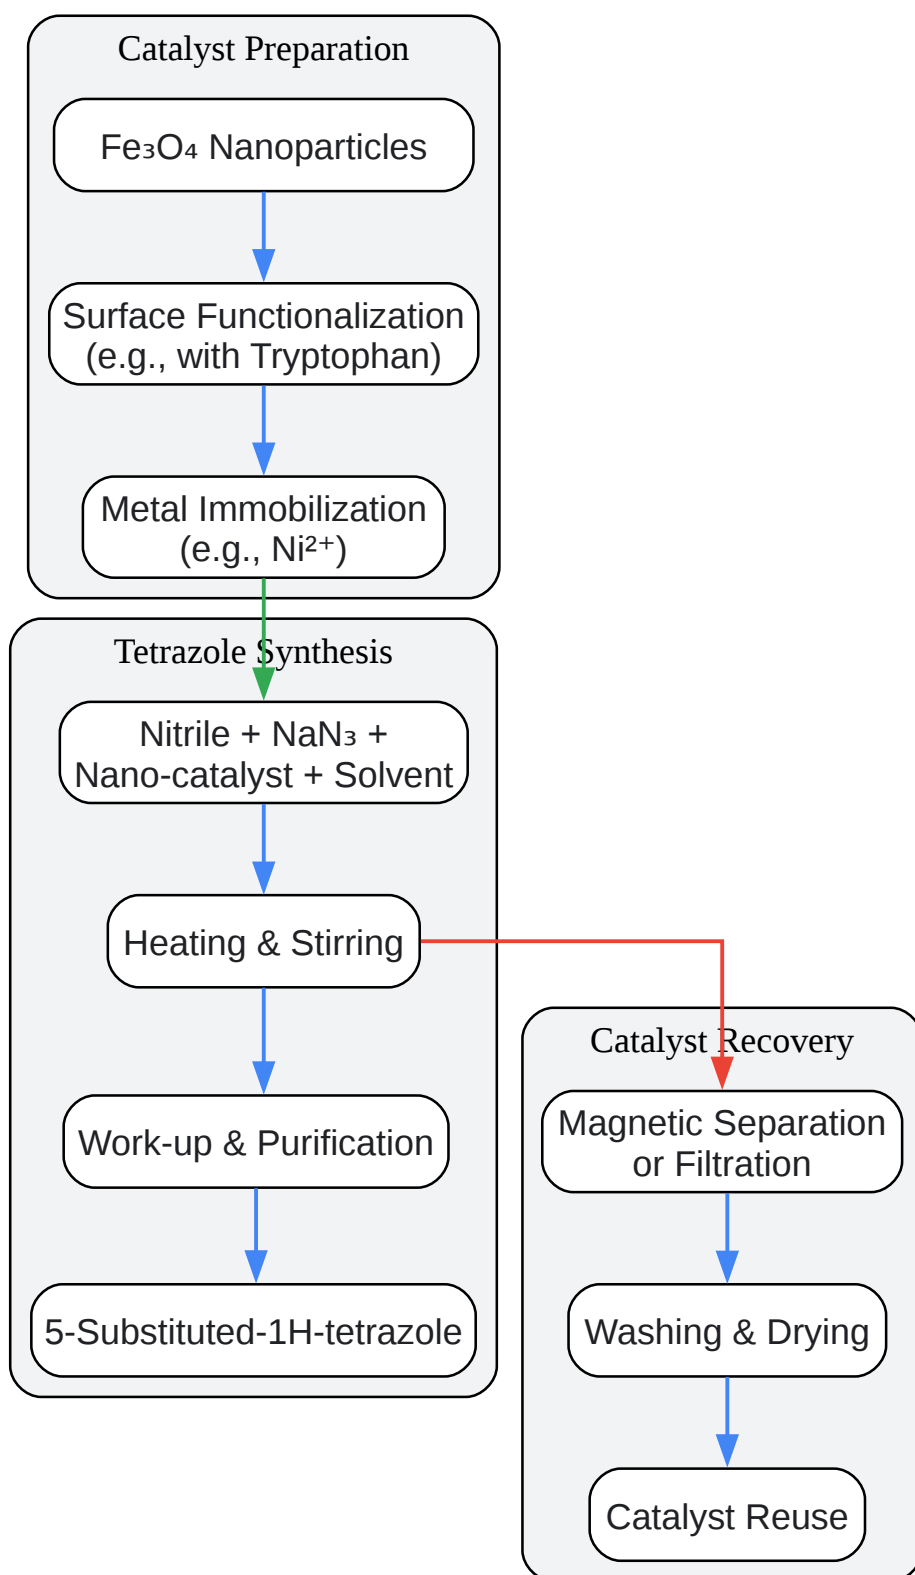 Catalyst Preparation
Fe₃O₄ Nanoparticles
Surface Functionalization
(e.g., with Tryptophan)
Metal Immobilization
(e.g., Ni²⁺)
Tetrazole Synthesis
Nitrile + NaN₃ +
Nano-catalyst + Solvent
Heating & Stirring
Work-up & Purification
5-Substituted-1H-tetrazole
Catalyst Recovery
Magnetic Separation
or Filtration
Washing & Drying
Catalyst Reuse